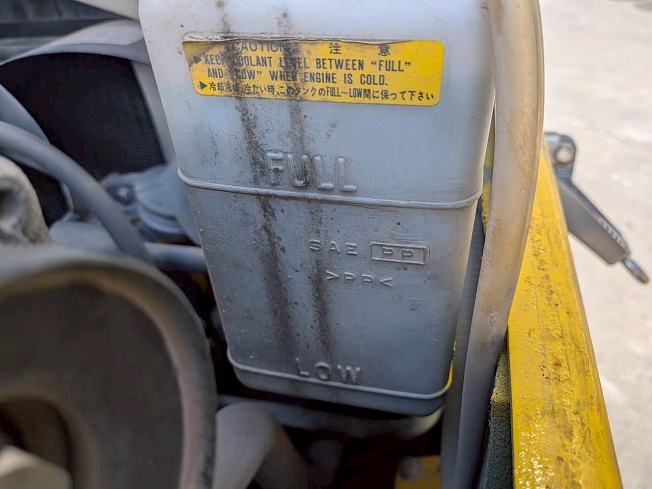 CAUTION 注意
▶KEEP COOLANT LEVEL BETWEEN "FULL"
AND "LOW" WHEN ENGINE IS COLD.
▶冷却液は、冷たい時、このタンクのFULL~LOW間に保って下さい
FULL
SAE PP
>PP<
LOW